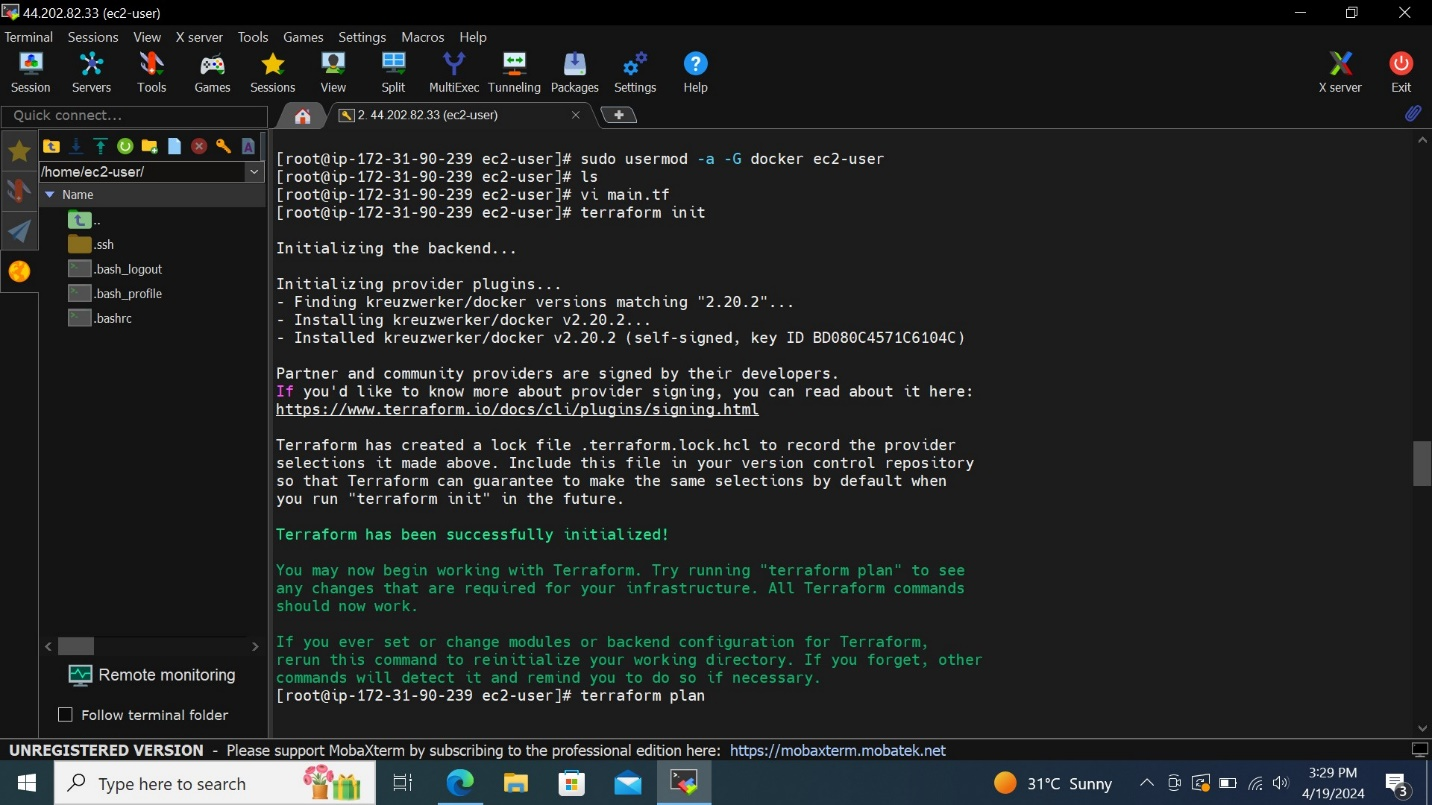 44.202.82.33 (ec2-user)
Terminal Sessions View X server Tools Games Settings Macros Help
Session Servers Tools Games Sessions View Split MultiExec Tunneling Packages Settings Help X server Exit
Quick connect...
2. 44.202.82.33 (ec2-user)
/home/ec2-user/
Name
..
.ssh
.bash_logout
.bash_profile
.bashrc
Remote monitoring
Follow terminal folder
[root@ip-172-31-90-239 ec2-user]# sudo usermod -a -G docker ec2-user
[root@ip-172-31-90-239 ec2-user]# ls
[root@ip-172-31-90-239 ec2-user]# vi main.tf
[root@ip-172-31-90-239 ec2-user]# terraform init
Initializing the backend...
Initializing provider plugins...
- Finding kreuzwerker/docker versions matching "2.20.2"...
- Installing kreuzwerker/docker v2.20.2...
- Installed kreuzwerker/docker v2.20.2 (self-signed, key ID BD080C4571C6104C)
Partner and community providers are signed by their developers.
If you'd like to know more about provider signing, you can read about it here:
https://www.terraform.io/docs/cli/plugins/signing.html
Terraform has created a lock file .terraform.lock.hcl to record the provider
selections it made above. Include this file in your version control repository
so that Terraform can guarantee to make the same selections by default when
you run "terraform init" in the future.
Terraform has been successfully initialized!
You may now begin working with Terraform. Try running "terraform plan" to see
any changes that are required for your infrastructure. All Terraform commands
should now work.
If you ever set or change modules or backend configuration for Terraform,
rerun this command to reinitialize your working directory. If you forget, other
commands will detect it and remind you to do so if necessary.
[root@ip-172-31-90-239 ec2-user]# terraform plan
UNREGISTERED VERSION - Please support MobaXterm by subscribing to the professional edition here: https://mobaxterm.mobatek.net
Type here to search
31°C Sunny
3:29 PM
4/19/2024
3